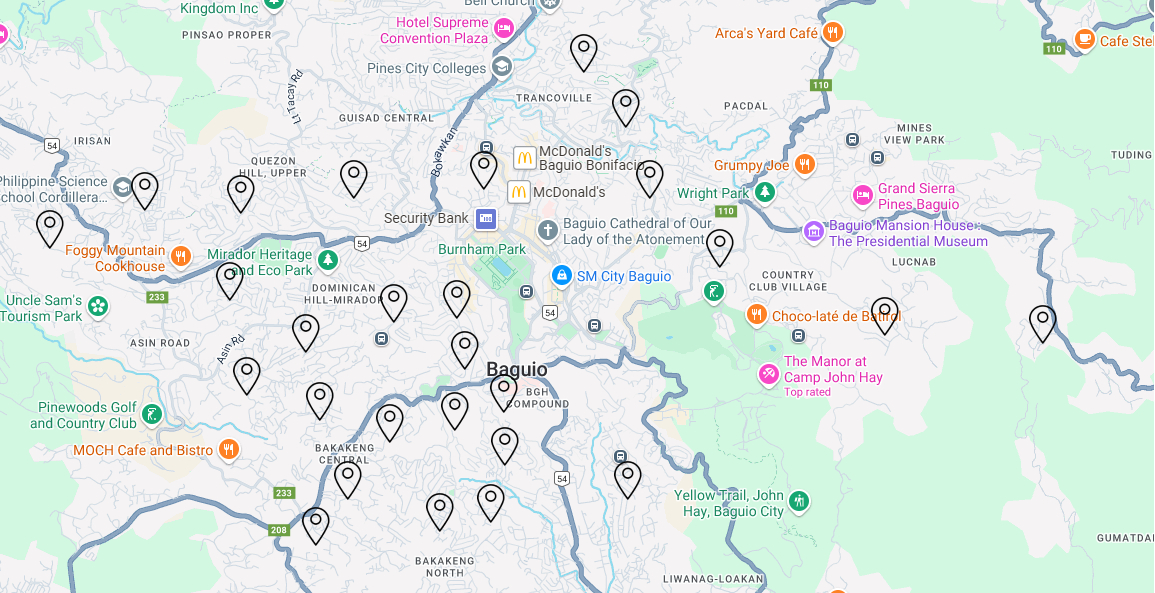 Kingdom Inc
Bell Church
PINSAO PROPER
Hotel Supreme
Convention Plaza
Arca's Yard Café
110
Pines City Colleges
Lt Tacay Rd
110
TRANCOVILLE
PACDAL
GUISAD CENTRAL
MINES
VIEW PARK
IRISAN
54
Bokawkan
McDonald's
Baguio Bonifacio
TUDING
QUEZON
HILL, UPPER
Grumpy Joe
Philippine Science
School Cordillera...
McDonald's
Wright Park
Grand Sierra
Pines Baguio
110
Security Bank
Baguio Cathedral of Our
Lady of the Atonement
Baguio Mansion House -
The Presidential Museum
54
Foggy Mountain
Cookhouse
Mirador Heritage
and Eco Park
Burnham Park
LUCNAB
SM City Baguio
COUNTRY
CLUB VILLAGE
233
DOMINICAN
HILL-MIRADOR
Uncle Sam's
Tourism Park
54
Choco-laté de Batirol
ASIN ROAD
Asin Rd
Baguio
The Manor at
Camp John Hay
Top rated
BGH
COMPOUND
Pinewoods Golf
and Country Club
MOCH Cafe and Bistro
BAKAKENG
CENTRAL
54
233
Yellow Trail, John
Hay, Baguio City
208
BAKAKENG
NORTH
LIWANAG-LOAKAN